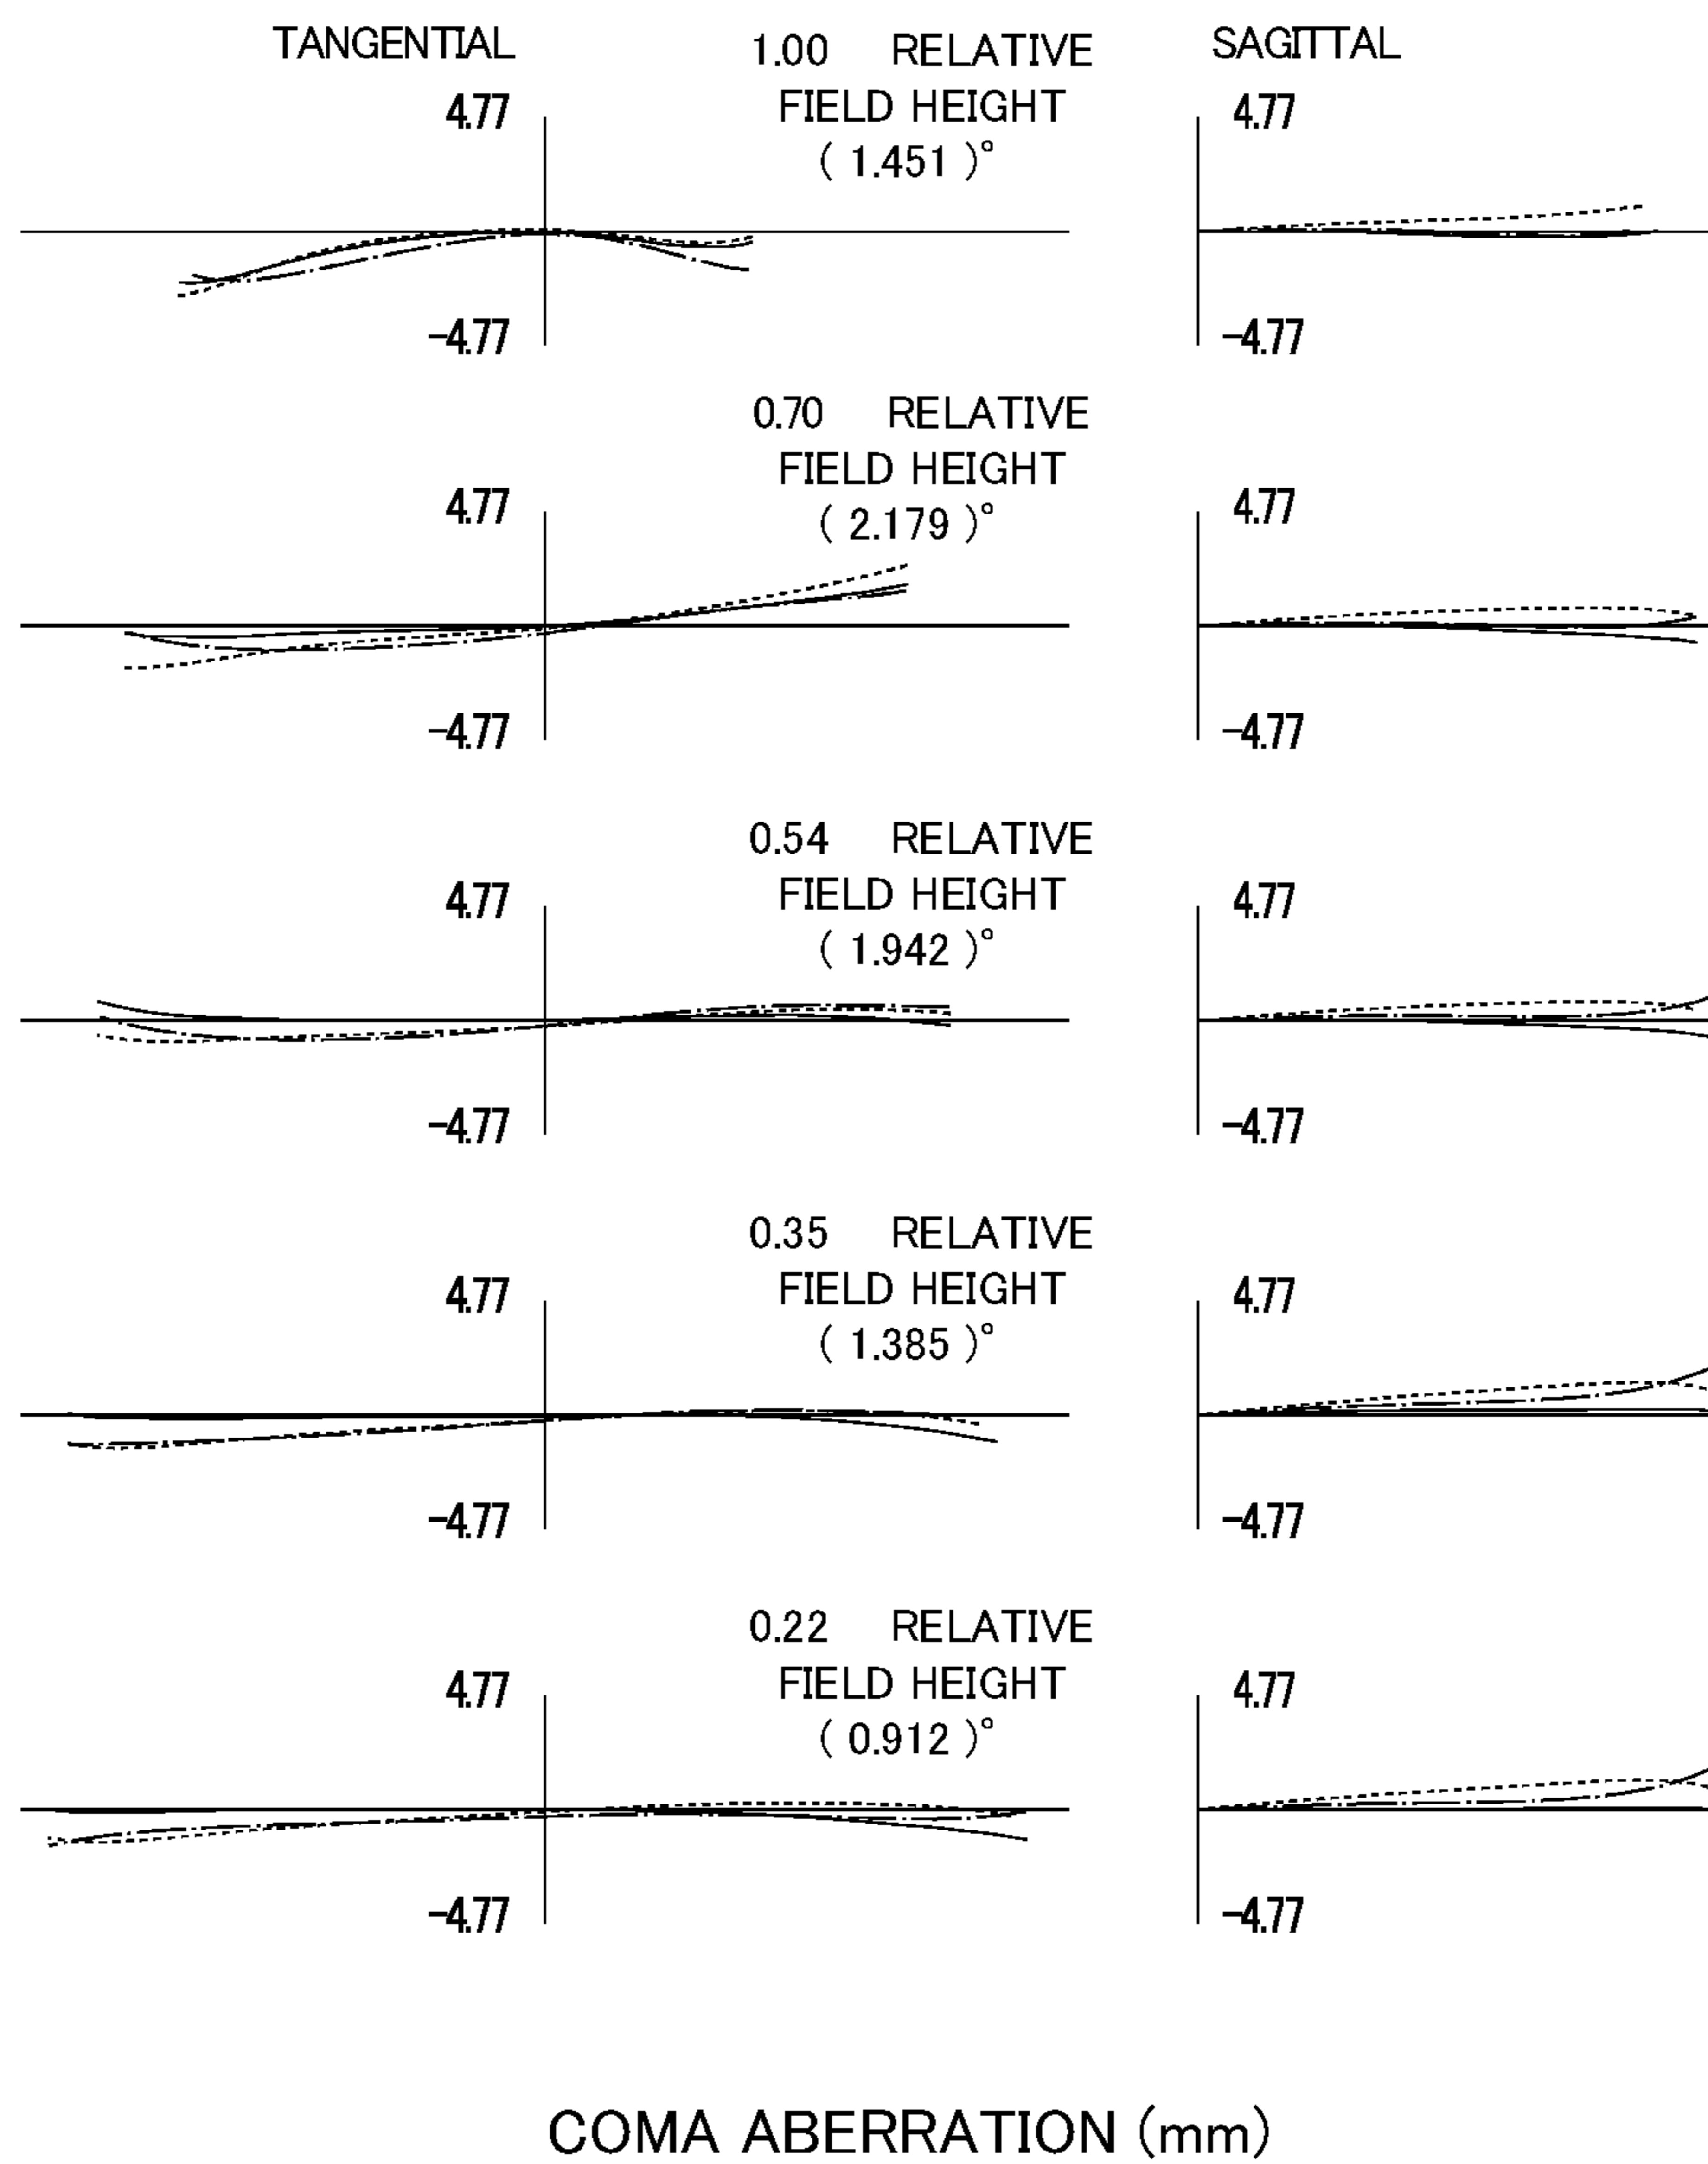 TANGENTIAL
1.00 RELATIVE
FIELD HEIGHT
( 1.451 )°
SAGITTAL
4.77
-4.77
4.77
-4.77
0.70 RELATIVE
FIELD HEIGHT
( 2.179 )°
4.77
-4.77
4.77
-4.77
0.54 RELATIVE
FIELD HEIGHT
( 1.942 )°
4.77
-4.77
4.77
-4.77
0.35 RELATIVE
FIELD HEIGHT
( 1.385 )°
4.77
-4.77
4.77
-4.77
0.22 RELATIVE
FIELD HEIGHT
( 0.912 )°
4.77
-4.77
4.77
-4.77
COMA ABERRATION (mm)